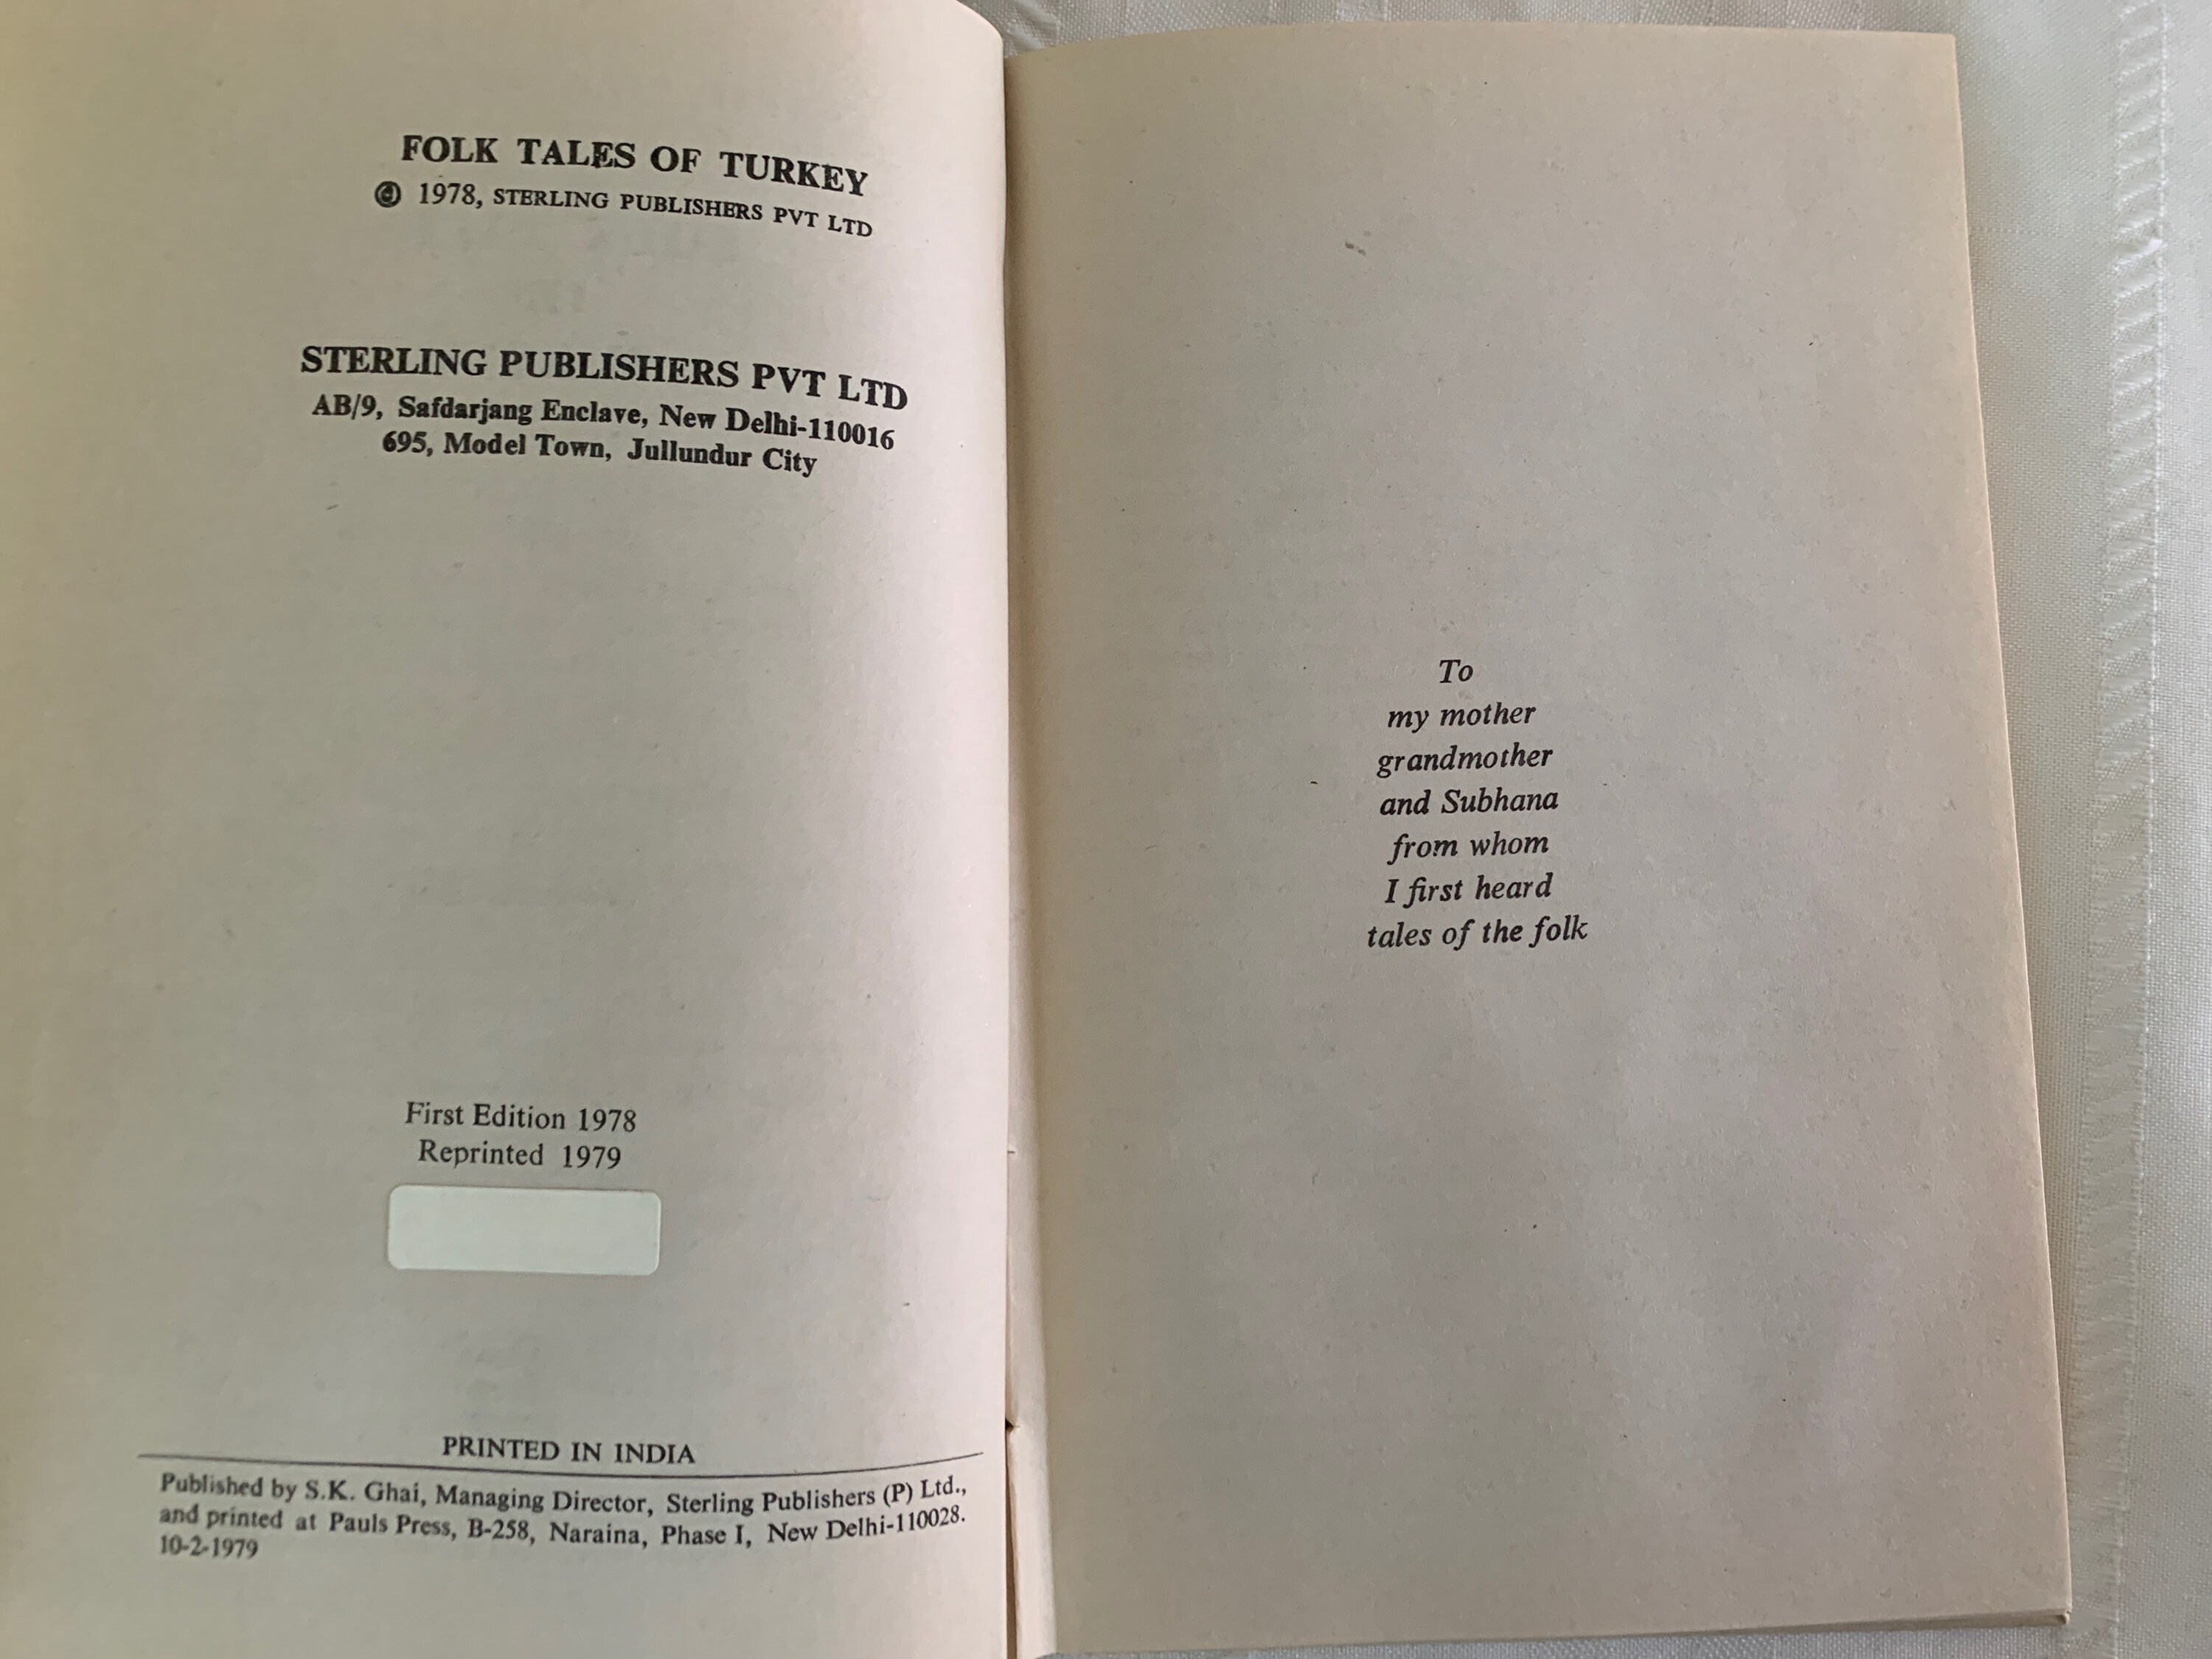 FOLK TALES OF TURKEY
© 1978, STERLING PUBLISHERS PVT LTD
STERLING PUBLISHERS PVT LTD
AB/9, Safdarjang Enclave, New Delhi-110016
695, Model Town, Jullundur City
First Edition 1978
Reprinted 1979
PRINTED IN INDIA
Published by S.K. Ghai, Managing Director, Sterling Publishers (P) Ltd.,
and printed at Pauls Press, B-258, Naraina, Phase I, New Delhi-110028.
10-2-1979
To
my mother
grandmother
and Subhana
from whom
I first heard
tales of the folk